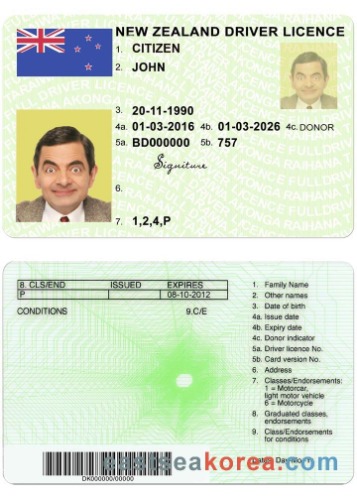 NEW ZEALAND DRIVER LICENCE
1. CITIZEN
2. JOHN
3. 20-11-1990
4a. 01-03-2016 4b. 01-03-2026 4c. DONOR
5a. BD000000 5b. 757
Signiture
6.
7. 1,2,4,P
8. CLS/END ISSUED EXPIRES
P 08-10-2012
CONDITIONS 9.C/E
1. Family Name
2. Other names
3. Date of birth
4a. Issue date
4b. Expiry date
4c. Donor indicator
5a. Driver licence No.
5b. Card version No.
6. Address
7. Classes/Endorsements:
1 = Motorcar,
light motor vehicle
6 = Motorcycle
8. Graduated classes,
endorsements
9. Class/Endorsements
for conditions
eastseakorea.com
DK000000/00000